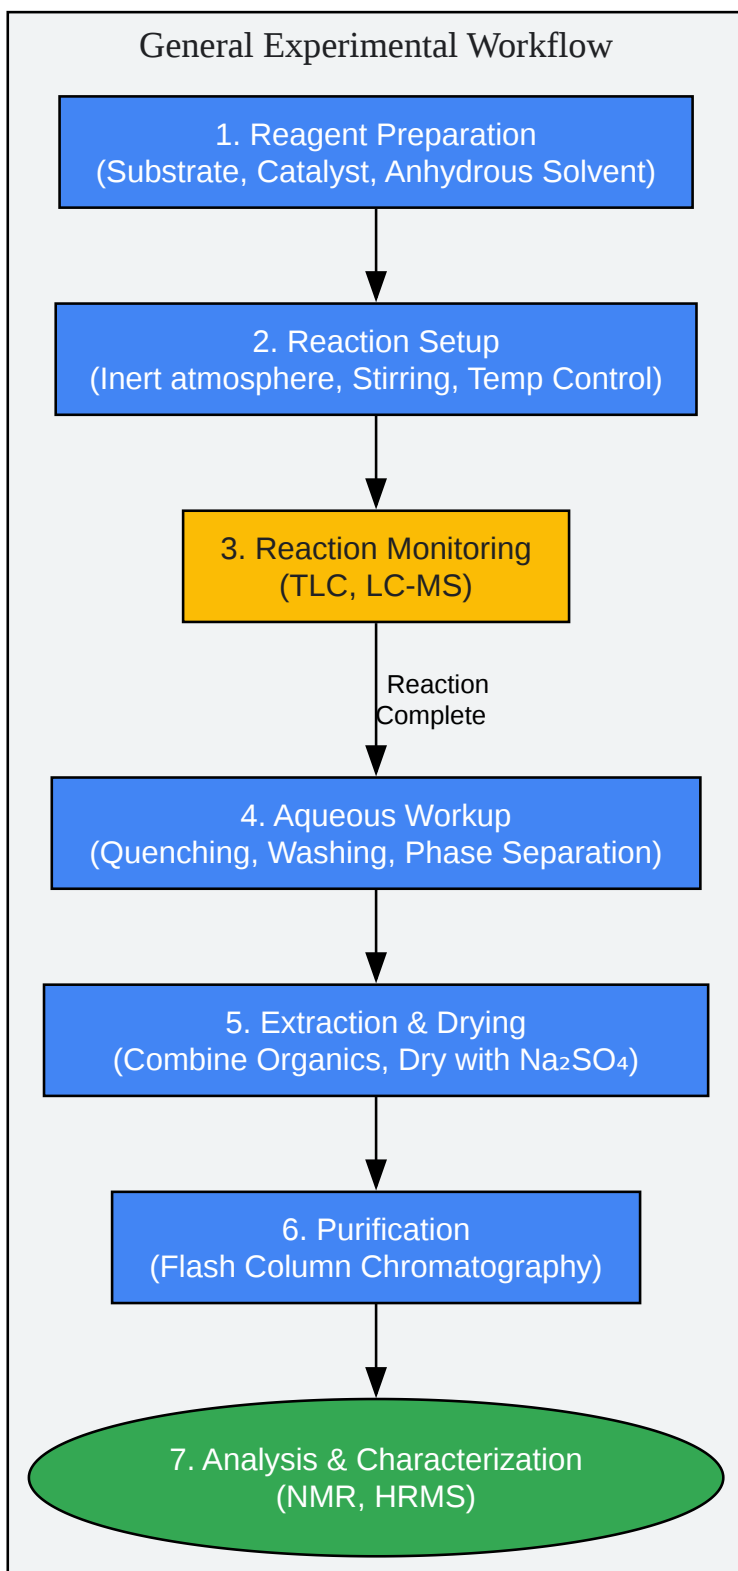 General Experimental Workflow
1. Reagent Preparation
(Substrate, Catalyst, Anhydrous Solvent)
2. Reaction Setup
(Inert atmosphere, Stirring, Temp Control)
3. Reaction Monitoring
(TLC, LC-MS)
Reaction
Complete
4. Aqueous Workup
(Quenching, Washing, Phase Separation)
5. Extraction & Drying
(Combine Organics, Dry with Na₂SO₄)
6. Purification
(Flash Column Chromatography)
7. Analysis & Characterization
(NMR, HRMS)